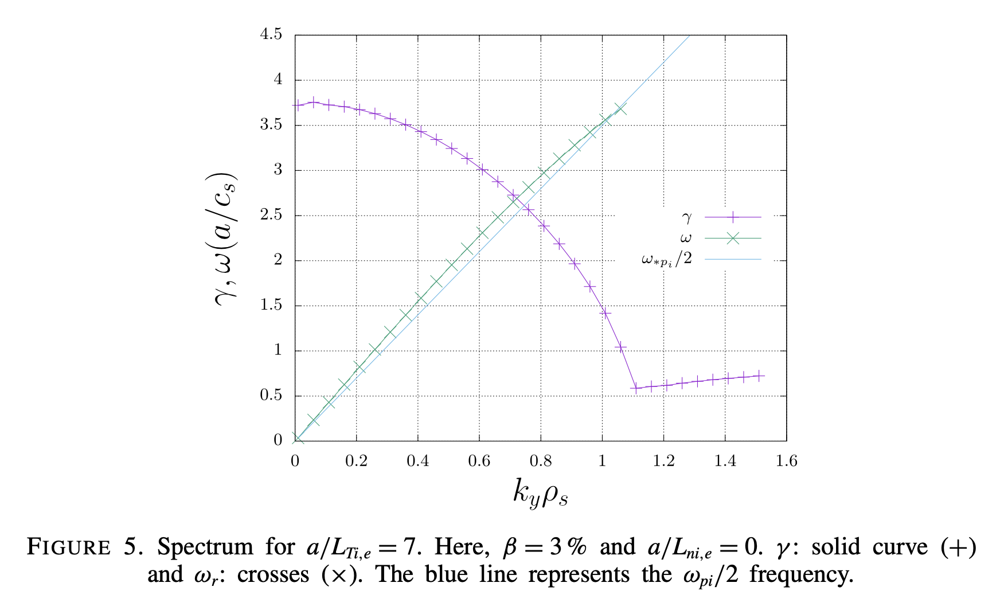 4.5
4
3.5
3
2.5
2
1.5
1
0.5
0
γ, ω(a/c_s)
γ
ω
ω_{*p_i}/2
0 0.2 0.4 0.6 0.8 1 1.2 1.4 1.6
k_yρ_s
FIGURE 5. Spectrum for a/L_{Ti,e} = 7. Here, β = 3 % and a/L_{ni,e} = 0. γ: solid curve (+)
and ω_r: crosses (×). The blue line represents the ω_{pi}/2 frequency.